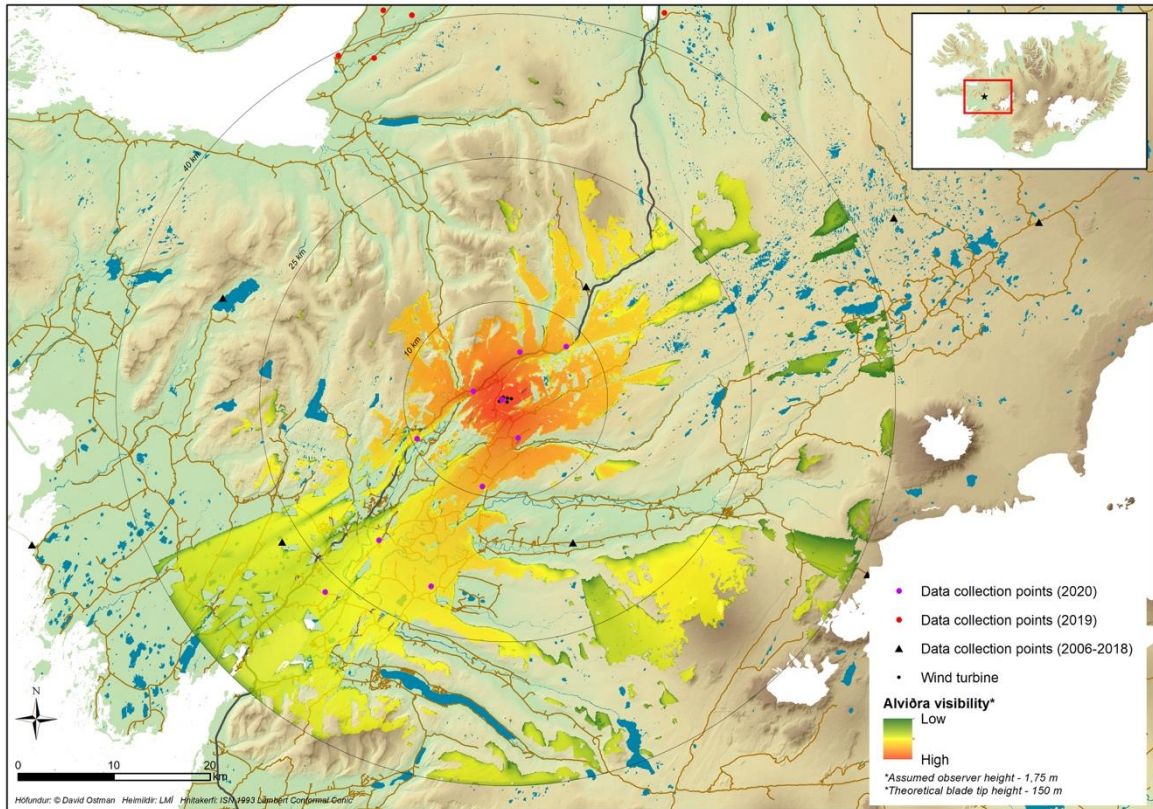 40 km
25 km
10 km
Data collection points (2020)
Data collection points (2019)
Data collection points (2006-2018)
Wind turbine
Alviðra visibility*
Low
High
*Assumed observer height - 1,75 m
*Theoretical blade tip height - 150 m
N
0 10 20
km
Höfundur: © David Ostman Heimildir: LMÍ Hnitakerfi: ISN 1993 Lambert Conformal Conic